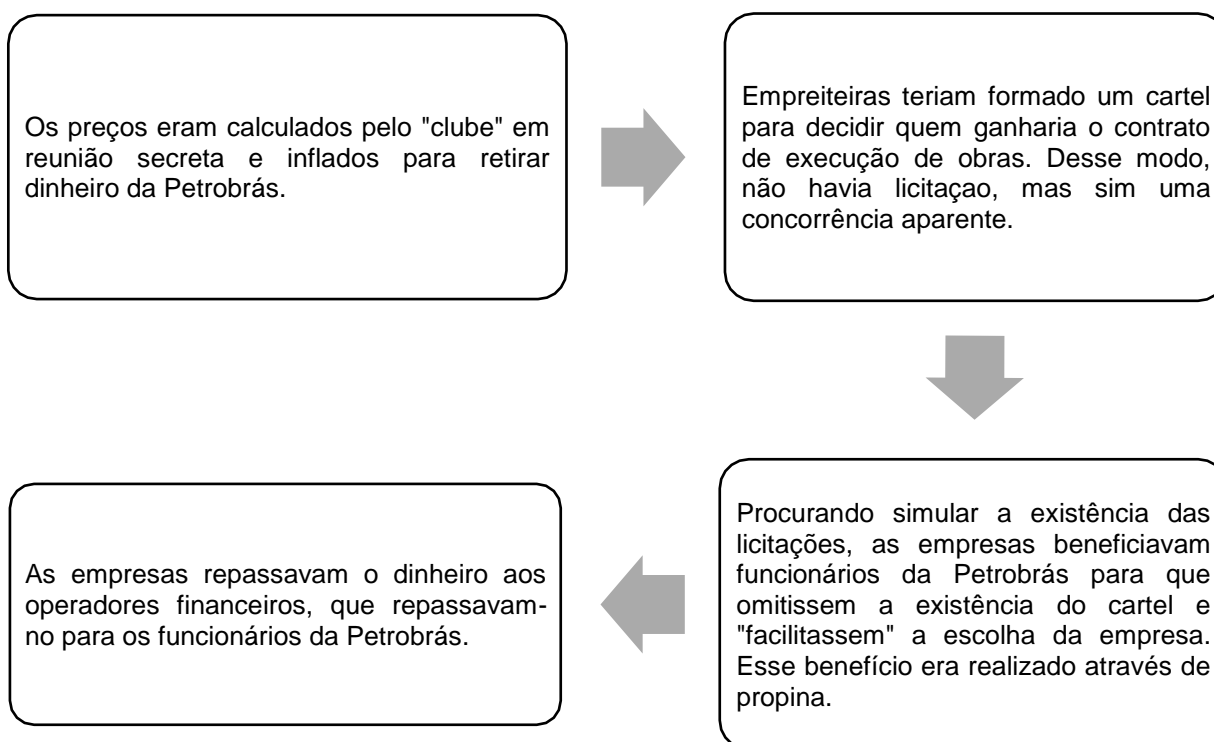 Os preços eram calculados pelo "clube" em
reunião secreta e inflados para retirar
dinheiro da Petrobrás.
Empreiteiras teriam formado um cartel
para decidir quem ganharia o contrato
de execução de obras. Desse modo,
não havia licitaçao, mas sim uma
concorrência aparente.
Procurando simular a existência das
licitações, as empresas beneficiavam
funcionários da Petrobrás para que
omitissem a existência do cartel e
"facilitassem" a escolha da empresa.
Esse benefício era realizado através de
propina.
As empresas repassavam o dinheiro aos
operadores financeiros, que repassavam-
no para os funcionários da Petrobrás.